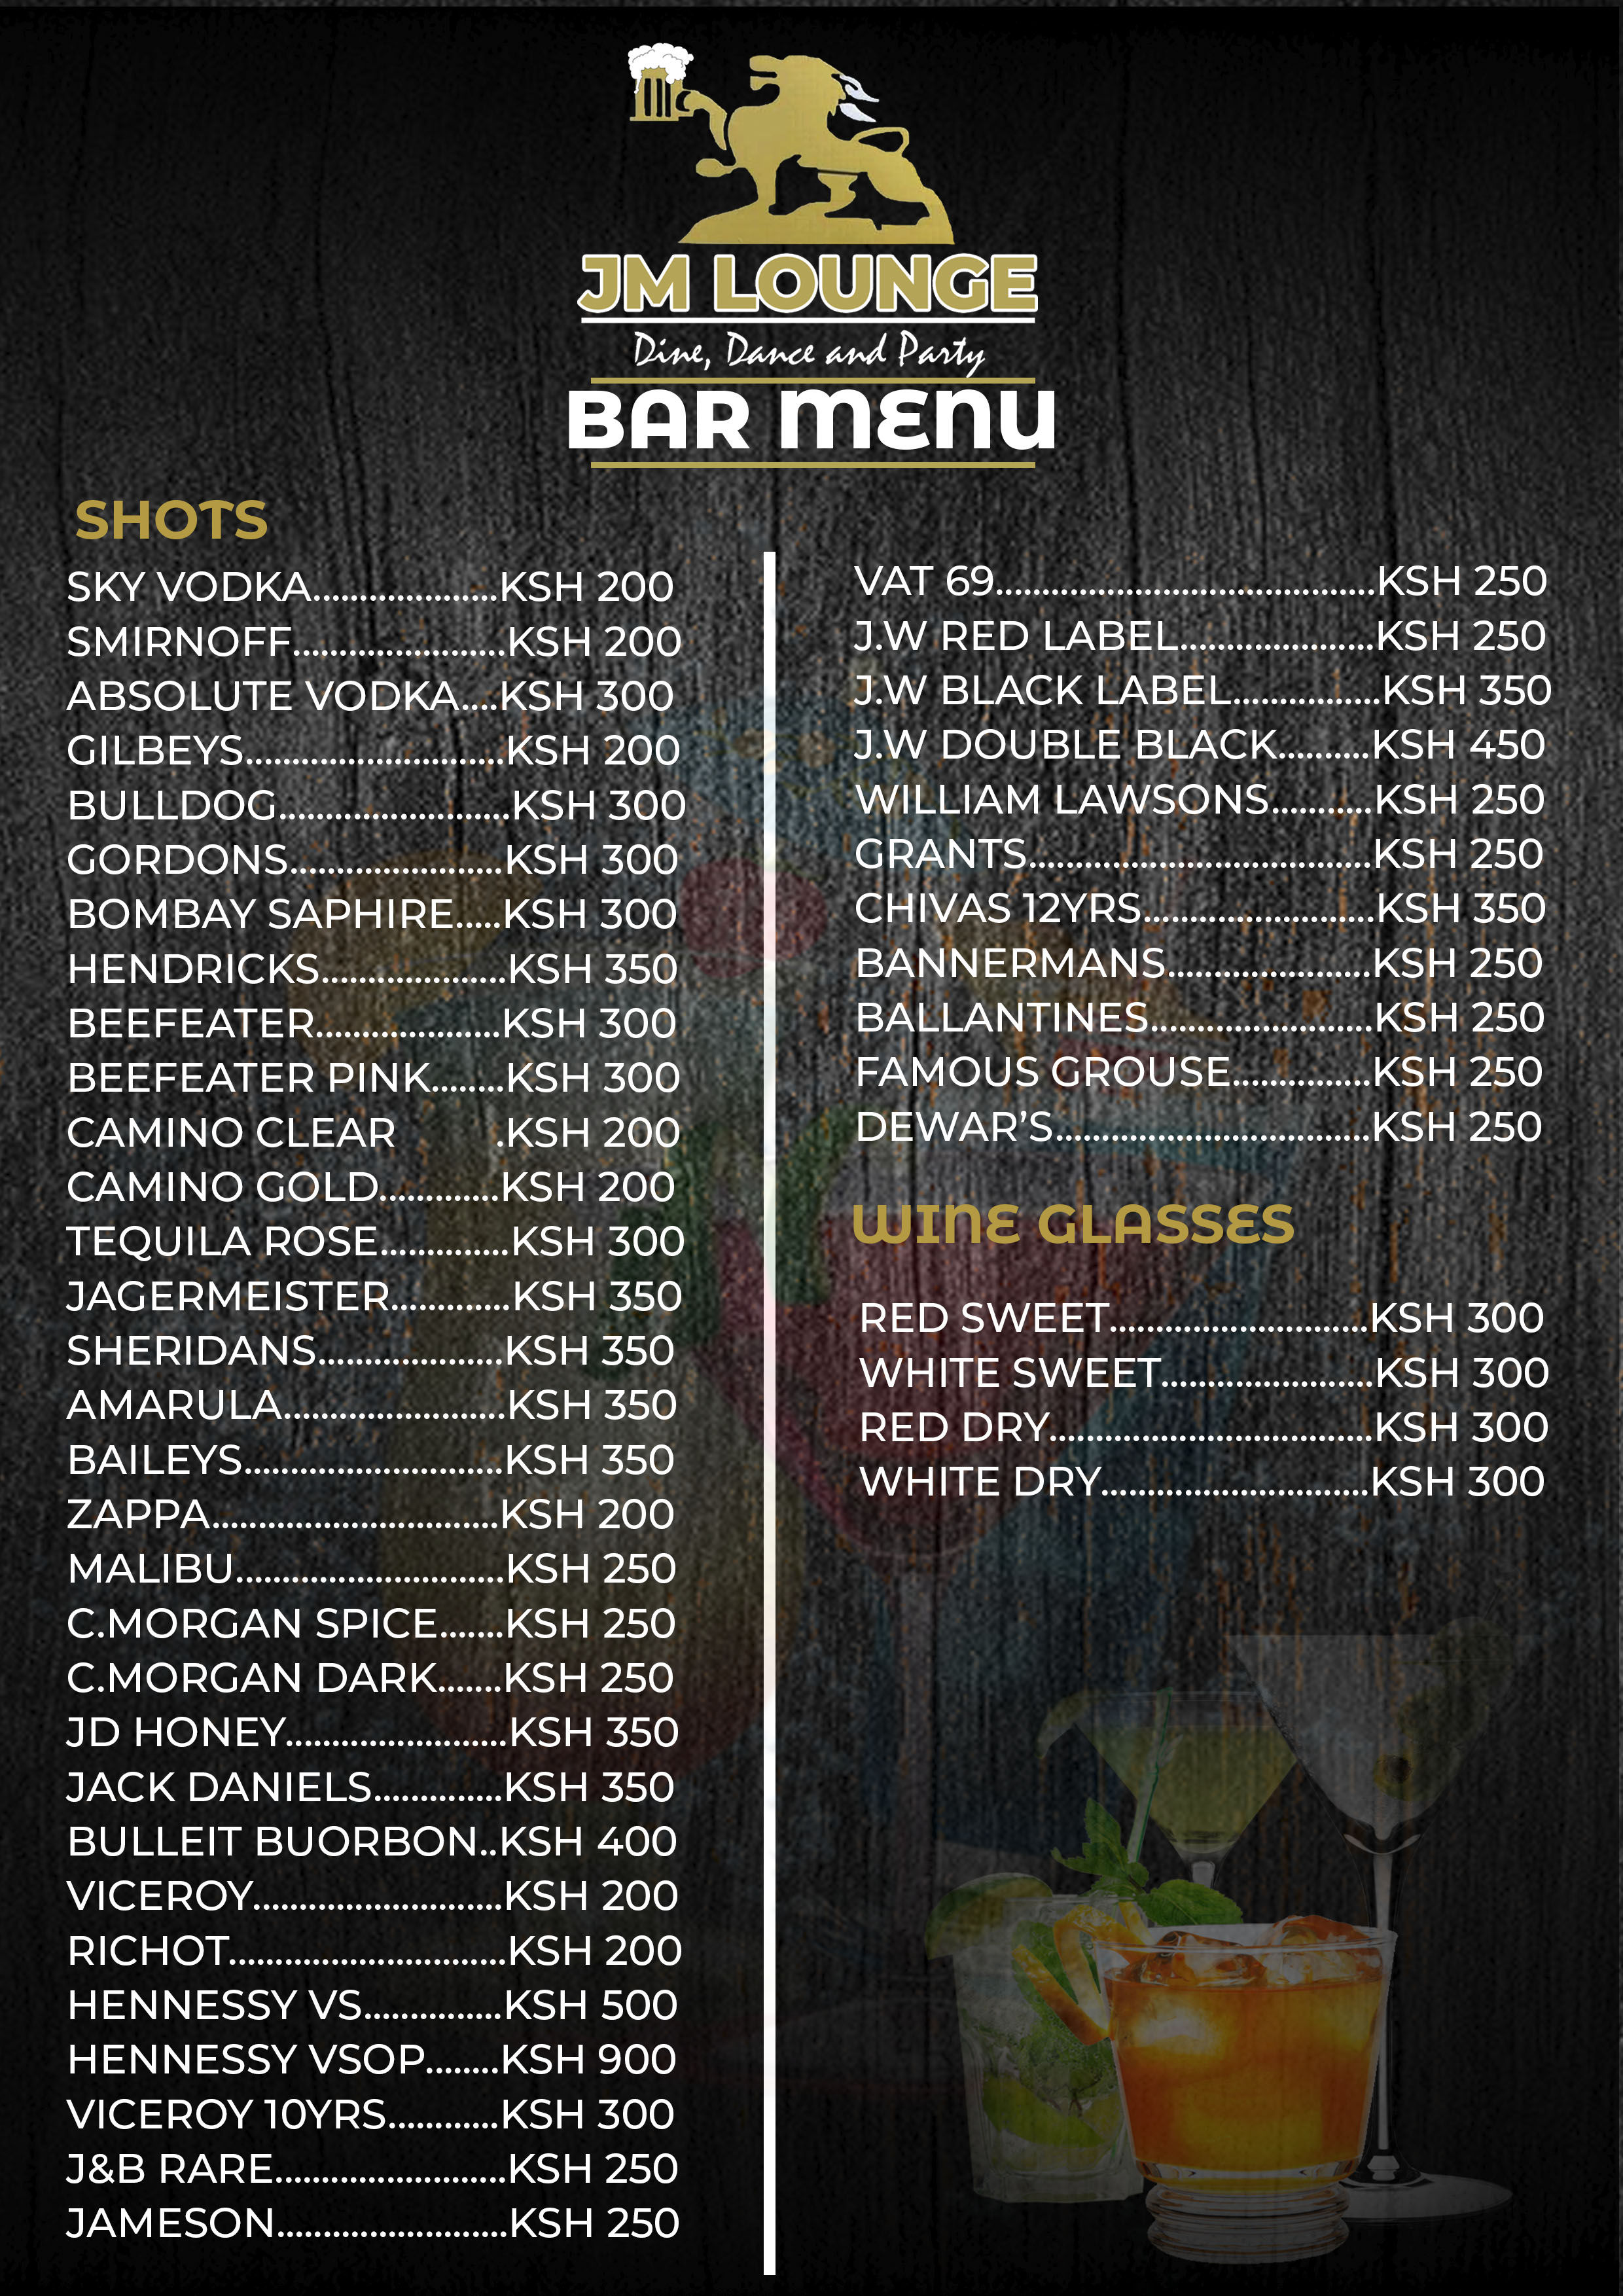 JM LOUNGE
Dine, Dance and Party
BAR MENU
SHOTS
SKY VODKA....................KSH 200
SMIRNOFF.......................KSH 200
ABSOLUTE VODKA....KSH 300
GILBEYS............................KSH 200
BULLDOG.........................KSH 300
GORDONS.......................KSH 300
BOMBAY SAPHIRE.....KSH 300
HENDRICKS....................KSH 350
BEEFEATER....................KSH 300
BEEFEATER PINK........KSH 300
CAMINO CLEAR .KSH 200
CAMINO GOLD.............KSH 200
TEQUILA ROSE..............KSH 300
JAGERMEISTER.............KSH 350
SHERIDANS....................KSH 350
AMARULA........................KSH 350
BAILEYS............................KSH 350
ZAPPA...............................KSH 200
MALIBU.............................KSH 250
C.MORGAN SPICE.......KSH 250
C.MORGAN DARK.......KSH 250
JD HONEY........................KSH 350
JACK DANIELS..............KSH 350
BULLEIT BUORBON..KSH 400
VICEROY...........................KSH 200
RICHOT..............................KSH 200
HENNESSY VS...............KSH 500
HENNESSY VSOP........KSH 900
VICEROY 10YRS............KSH 300
J&B RARE.........................KSH 250
JAMESON.........................KSH 250
VAT 69.........................................KSH 250
J.W RED LABEL.....................KSH 250
J.W BLACK LABEL................KSH 350
J.W DOUBLE BLACK..........KSH 450
WILLIAM LAWSONS...........KSH 250
GRANTS.....................................KSH 250
CHIVAS 12YRS.........................KSH 350
BANNERMANS......................KSH 250
BALLANTINES........................KSH 250
FAMOUS GROUSE...............KSH 250
DEWAR’S..................................KSH 250
WINE GLASSES
RED SWEET............................KSH 300
WHITE SWEET.......................KSH 300
RED DRY...................................KSH 300
WHITE DRY.............................KSH 300